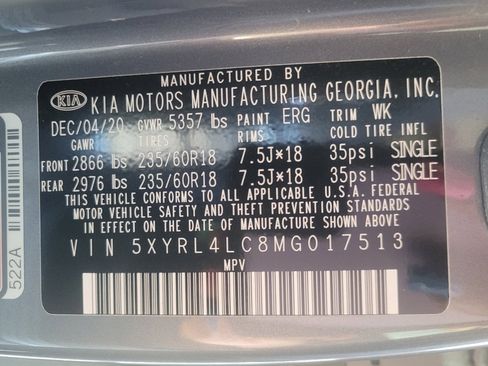 MANUFACTURED BY
KIA KIA MOTORS MANUFACTURING GEORGIA, INC.
DEC/04/20 GVWR 5357 lbs PAINT ERG TRIM WK
GAWR TIRES RIMS COLD TIRE INFL
FRONT 2866 lbs 235/60R18 7.5J×18 35psi SINGLE
REAR 2976 lbs 235/60R18 7.5J×18 35psi SINGLE
THIS VEHICLE CONFORMS TO ALL APPLICABLE U.S.A. FEDERAL
MOTOR VEHICLE SAFETY AND THEFT PREVENTION STANDARDS
IN EFFECT ON THE DATE OF MANUFACTURE SHOWN ABOVE.
VIN 5XYRL4LC8MG017513
MPV
522A